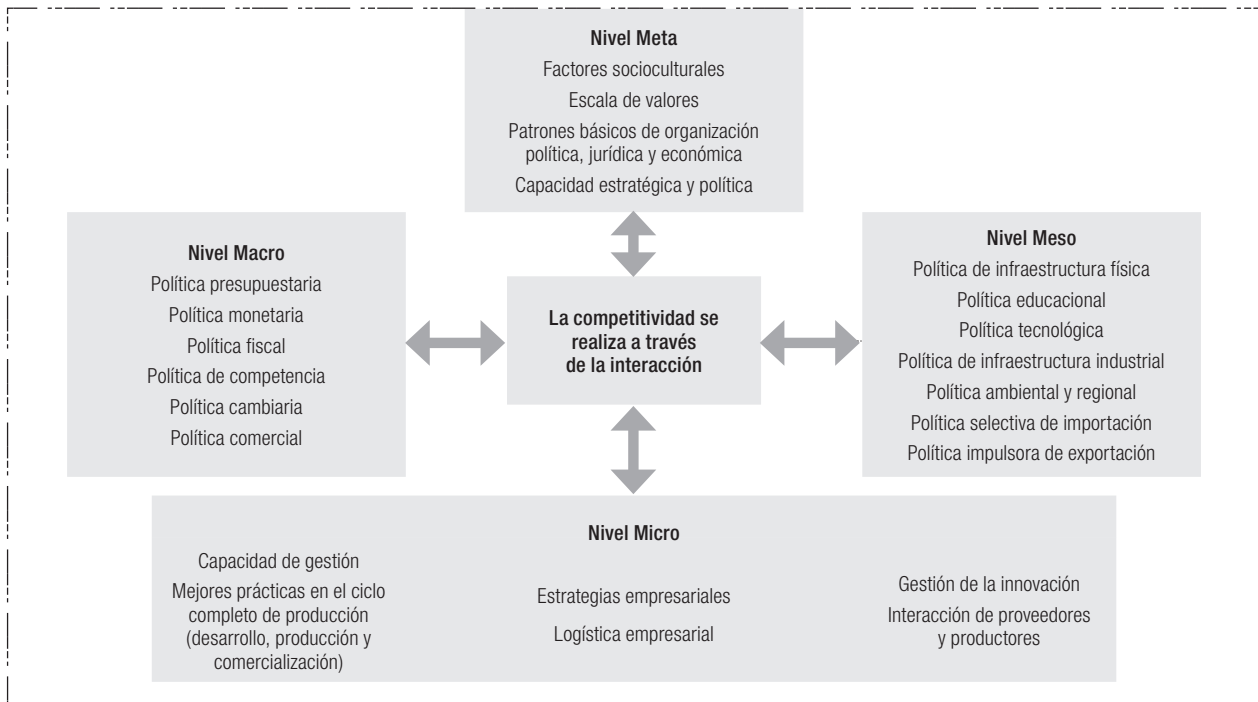 Nivel Meta
Factores socioculturales
Escala de valores
Patrones básicos de organización
política, jurídica y económica
Capacidad estratégica y política
Nivel Macro
Política presupuestaria
Política monetaria
Política fiscal
Política de competencia
Política cambiaria
Política comercial
La competitividad se
realiza a través
de la interacción
Nivel Meso
Política de infraestructura física
Política educacional
Política tecnológica
Política de infraestructura industrial
Política ambiental y regional
Política selectiva de importación
Política impulsora de exportación
Nivel Micro
Capacidad de gestión
Mejores prácticas en el ciclo
completo de producción
(desarrollo, producción y
comercialización)
Estrategias empresariales
Logística empresarial
Gestión de la innovación
Interacción de proveedores
y productores